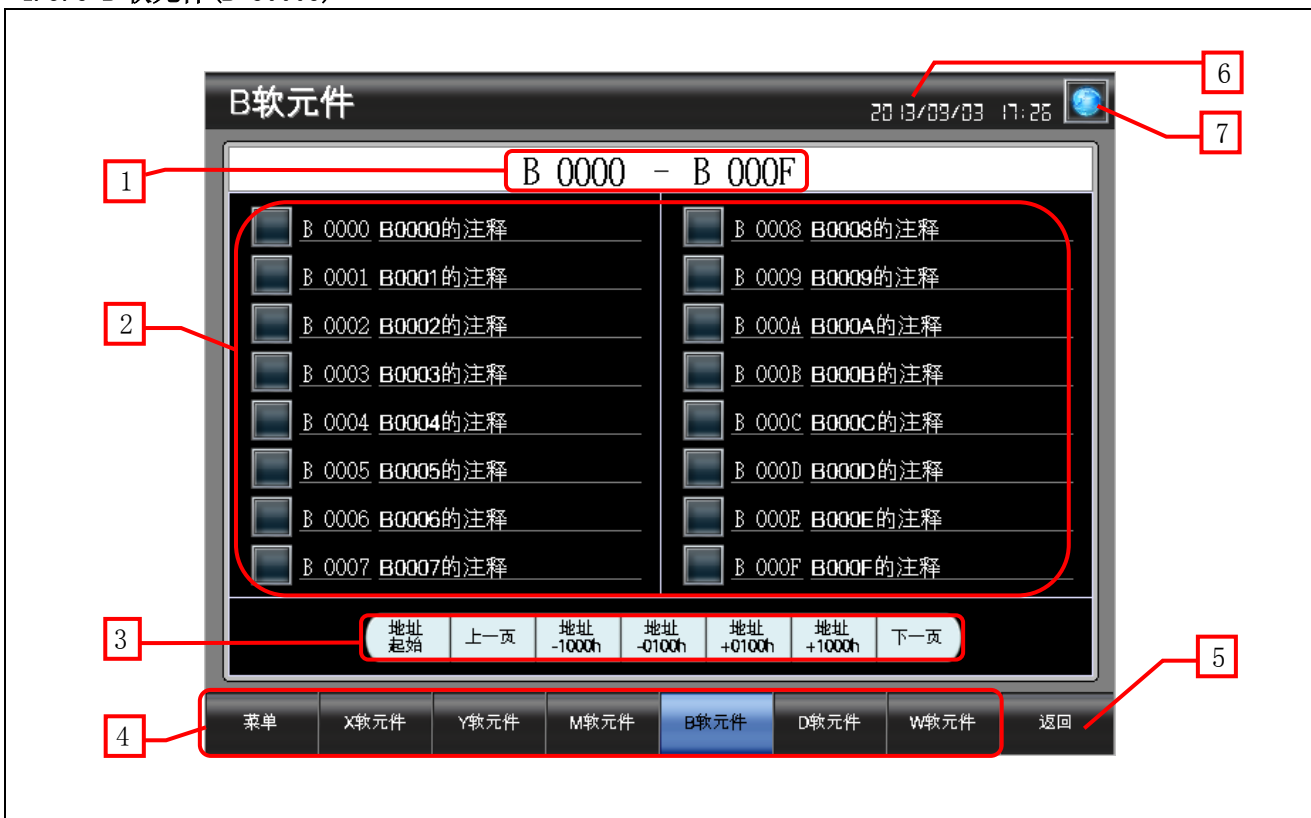 6
B软元件
2013/09/03 17:26
7
1
B 0000 - B 000F
B 0000 B0000的注释
B 0008 B0008的注释
B 0001 B0001的注释
B 0009 B0009的注释
2
B 0002 B0002的注释
B 000A B000A的注释
B 0003 B0003的注释
B 000B B000B的注释
B 0004 B0004的注释
B 000C B000C的注释
B 0005 B0005的注释
B 000D B000D的注释
B 0006 B0006的注释
B 000E B000E的注释
B 0007 B0007的注释
B 000F B000F的注释
3
地址
起始
上一页
地址
-1000h
地址
-0100h
地址
+0100h
地址
+1000h
下一页
5
4
菜单
X软元件
Y软元件
M软元件
B软元件
D软元件
W软元件
返回